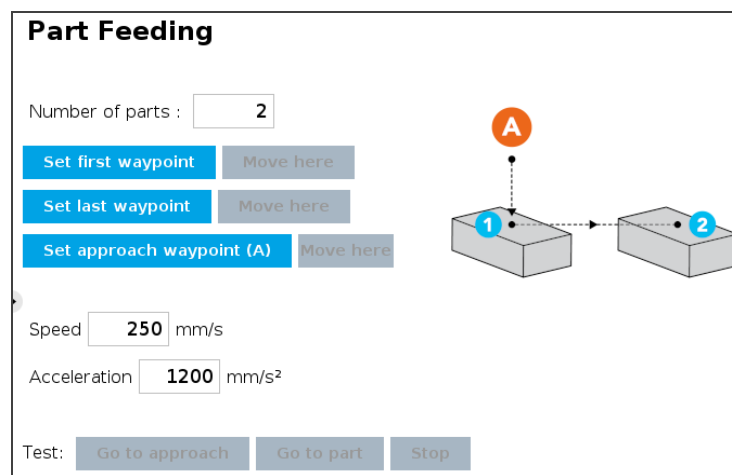 Part Feeding
Number of parts : 2
A
Set first waypoint Move here
Set last waypoint Move here
1 2
Set approach waypoint (A) Move here
Speed 250 mm/s
Acceleration 1200 mm/s²
Test: Go to approach Go to part Stop